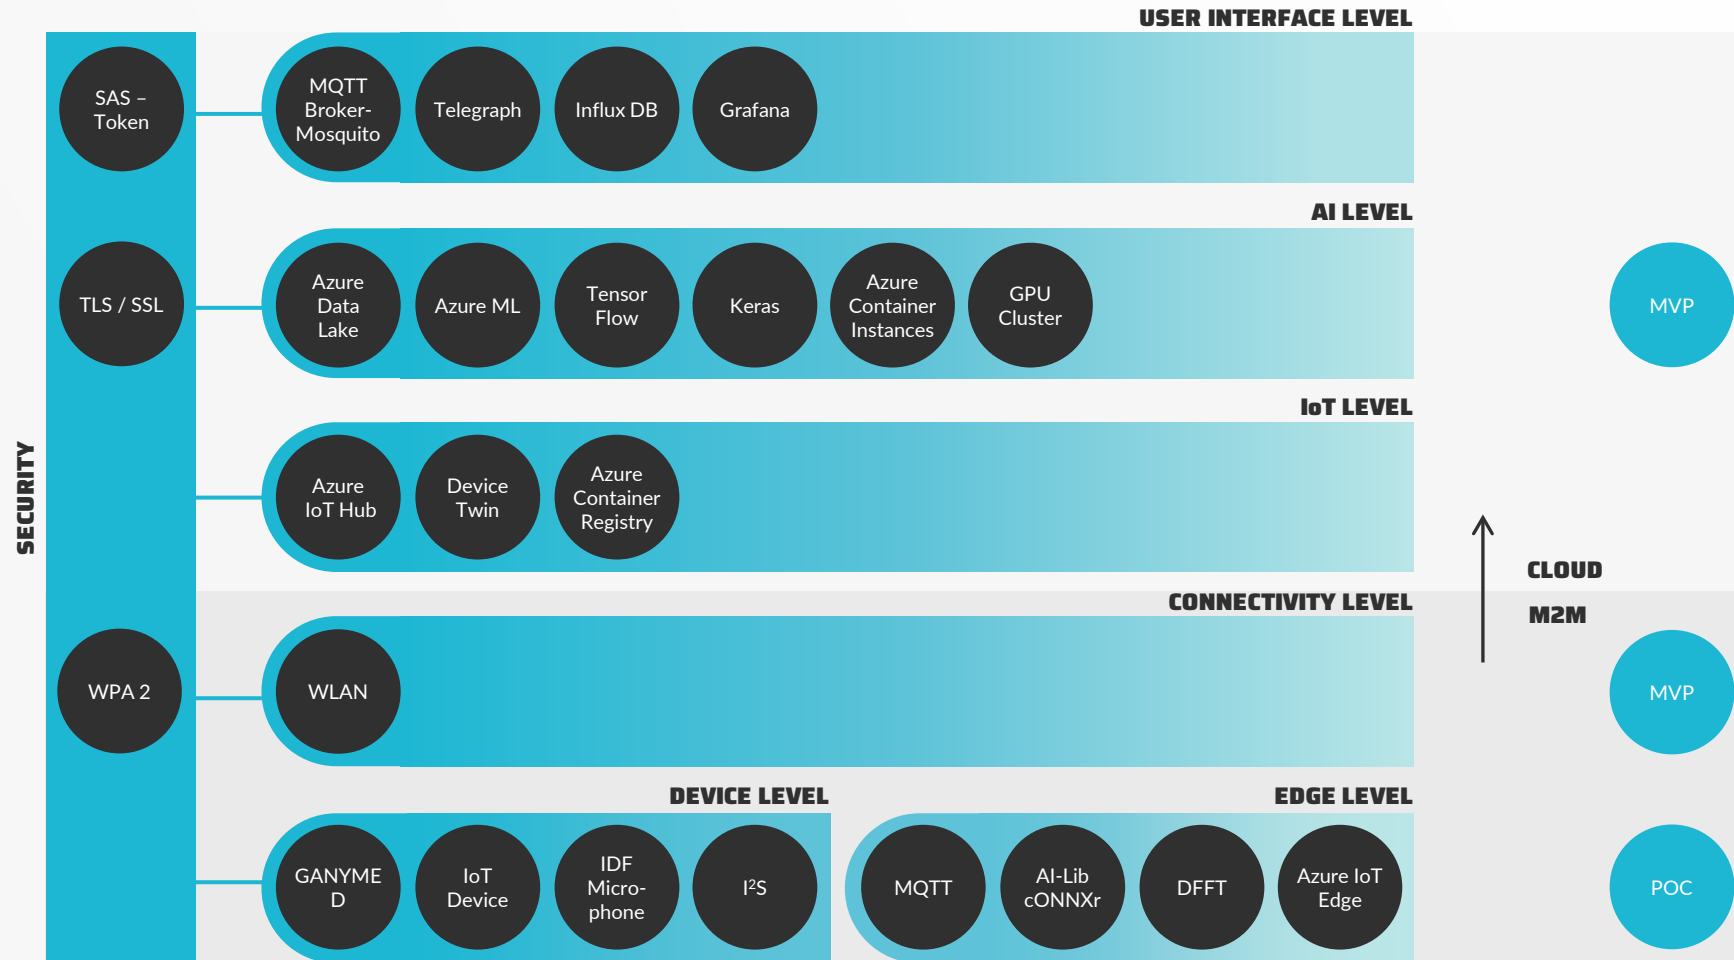 USER INTERFACE LEVEL
SAS –
Token
MQTT
Broker-
Mosquito
Telegraph
Influx DB
Grafana
AI LEVEL
TLS / SSL
Azure
Data
Lake
Azure ML
Tensor
Flow
Keras
Azure
Container
Instances
GPU
Cluster
MVP
IoT LEVEL
SECURITY
Azure
IoT Hub
Device
Twin
Azure
Container
Registry
CLOUD
M2M
CONNECTIVITY LEVEL
WPA 2
WLAN
MVP
DEVICE LEVEL
GANYME
D
IoT
Device
IDF
Micro-
phone
I²S
EDGE LEVEL
MQTT
AI-Lib
cONNXr
DFFT
Azure IoT
Edge
POC